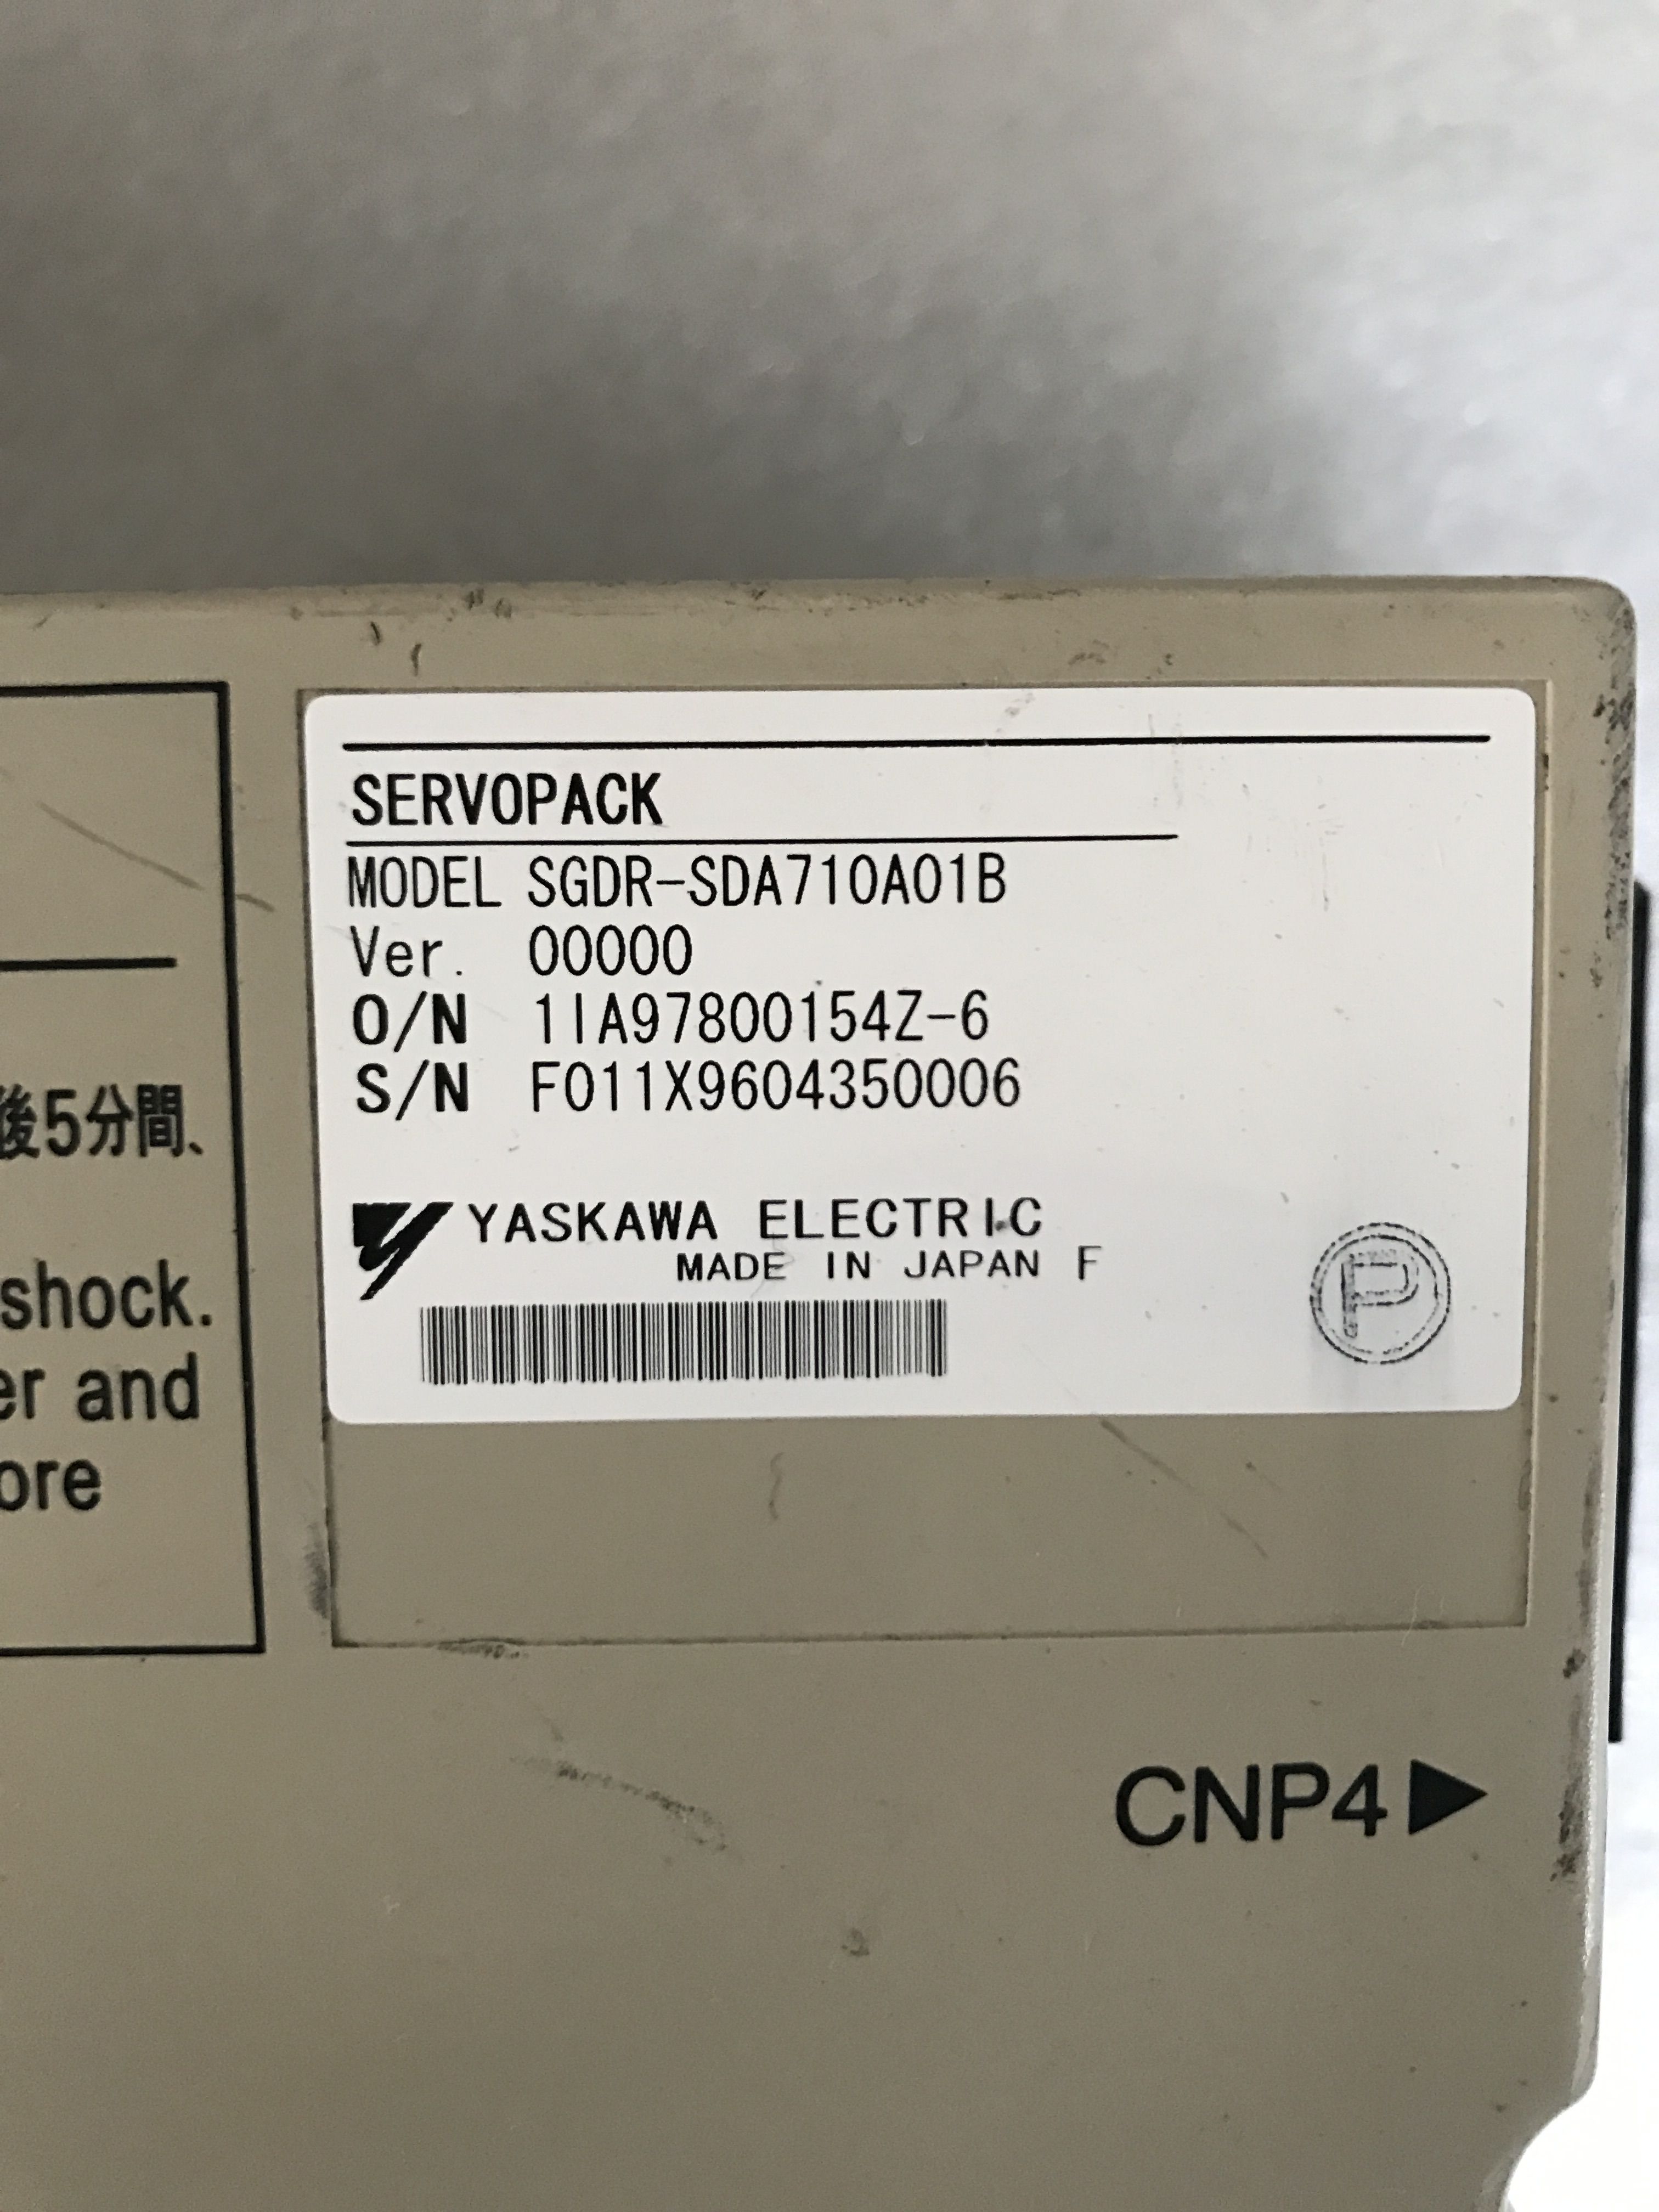 SERVOPACK
MODEL SGDR-SDA710A01B
Ver. 00000
O/N 1IA97800154Z-6
S/N F011X9604350006
YASKAWA ELECTRIC
MADE IN JAPAN F
P
後5分間、
shock.
er and
ore
CNP4▶